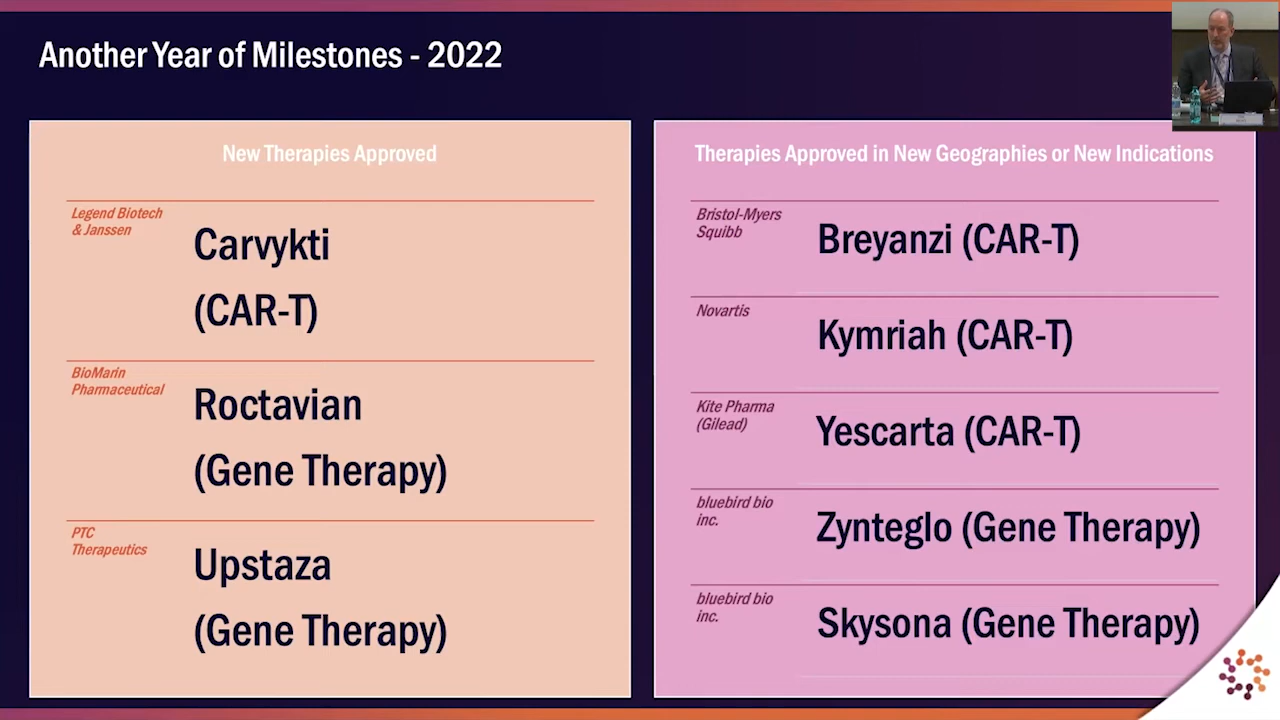 Another Year of Milestones - 2022
New Therapies Approved
Legend Biotech
& Janssen
Carvykti
(CAR-T)
BioMarin
Pharmaceutical
Roctavian
(Gene Therapy)
PTC
Therapeutics
Upstaza
(Gene Therapy)
Therapies Approved in New Geographies or New Indications
Bristol-Myers
Squibb
Breyanzi (CAR-T)
Novartis
Kymriah (CAR-T)
Kite Pharma
(Gilead)
Yescarta (CAR-T)
bluebird bio
inc.
Zynteglo (Gene Therapy)
bluebird bio
inc.
Skysona (Gene Therapy)